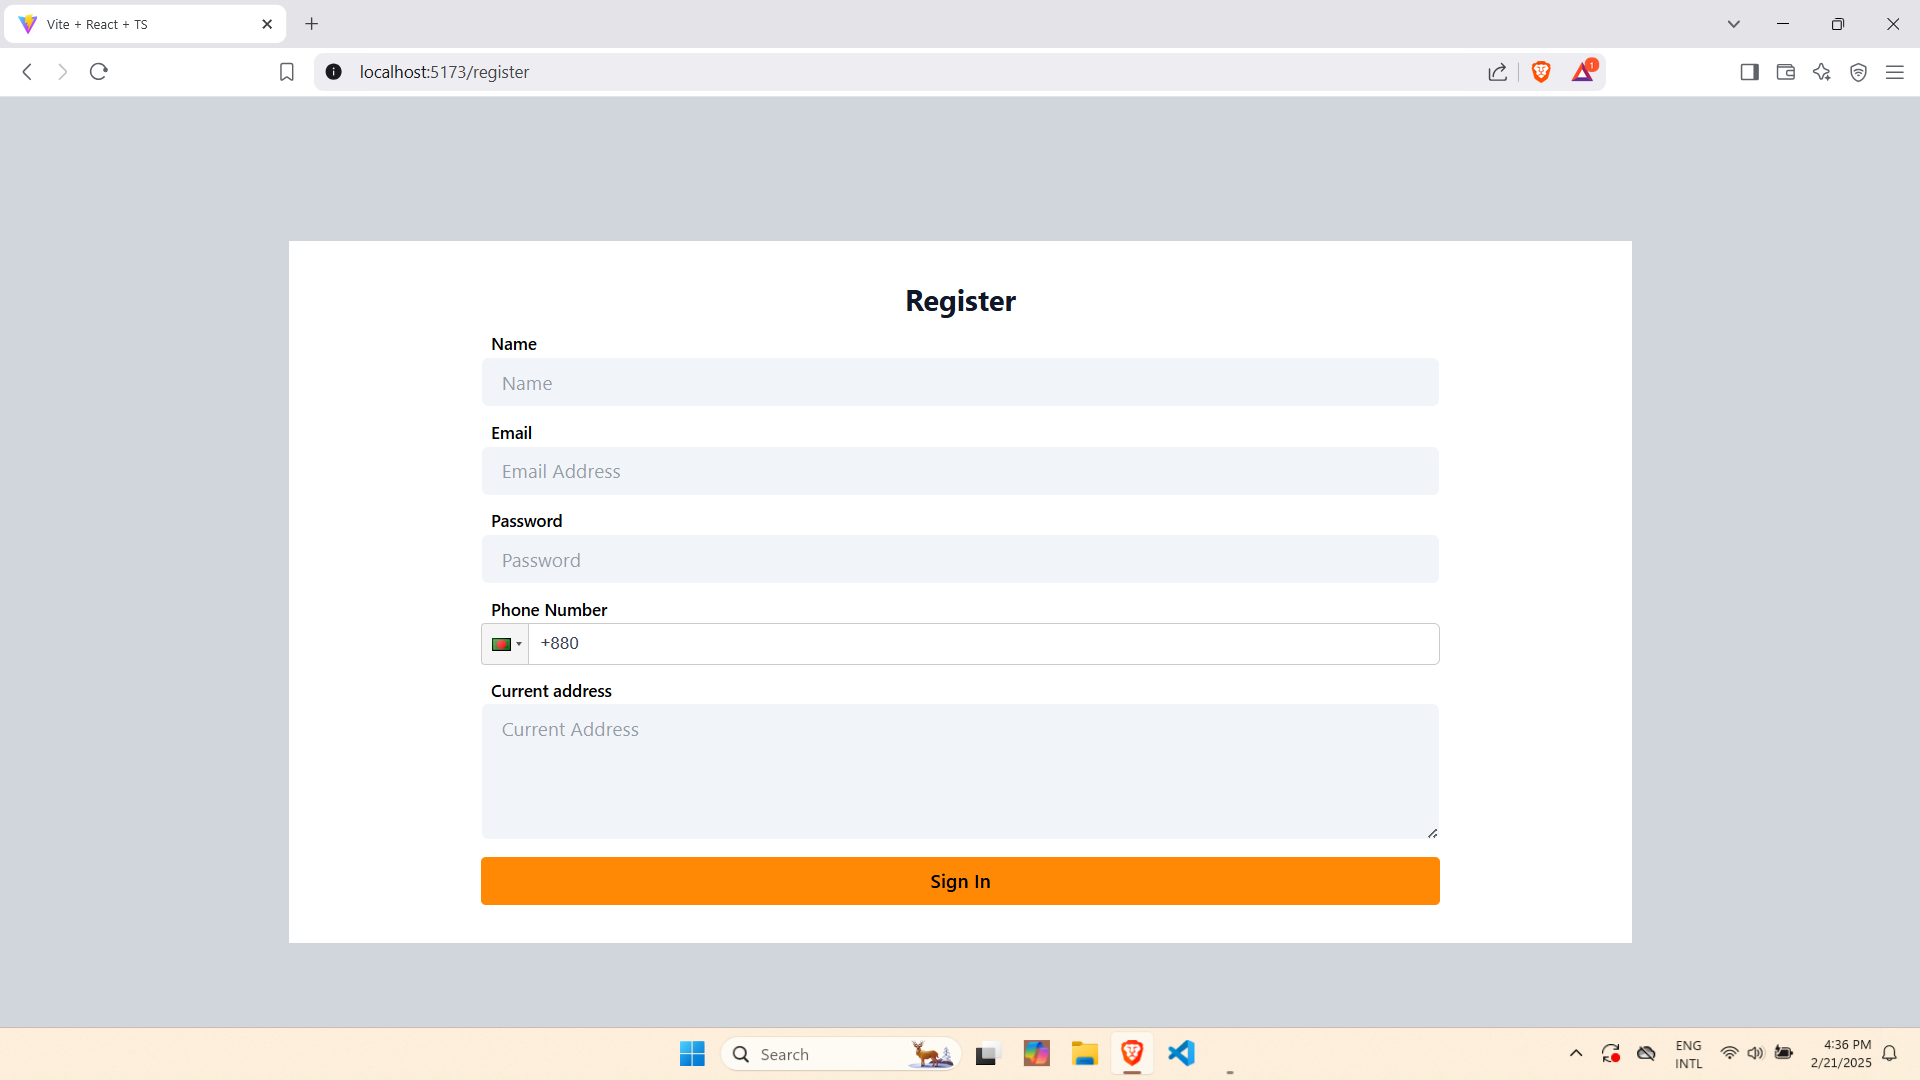 Vite + React + TS
localhost:5173/register
1
Register
Name
Name
Email
Email Address
Password
Password
Phone Number
+880
Current address
Current Address
Sign In
Search
ENG
INTL
4:36 PM
2/21/2025